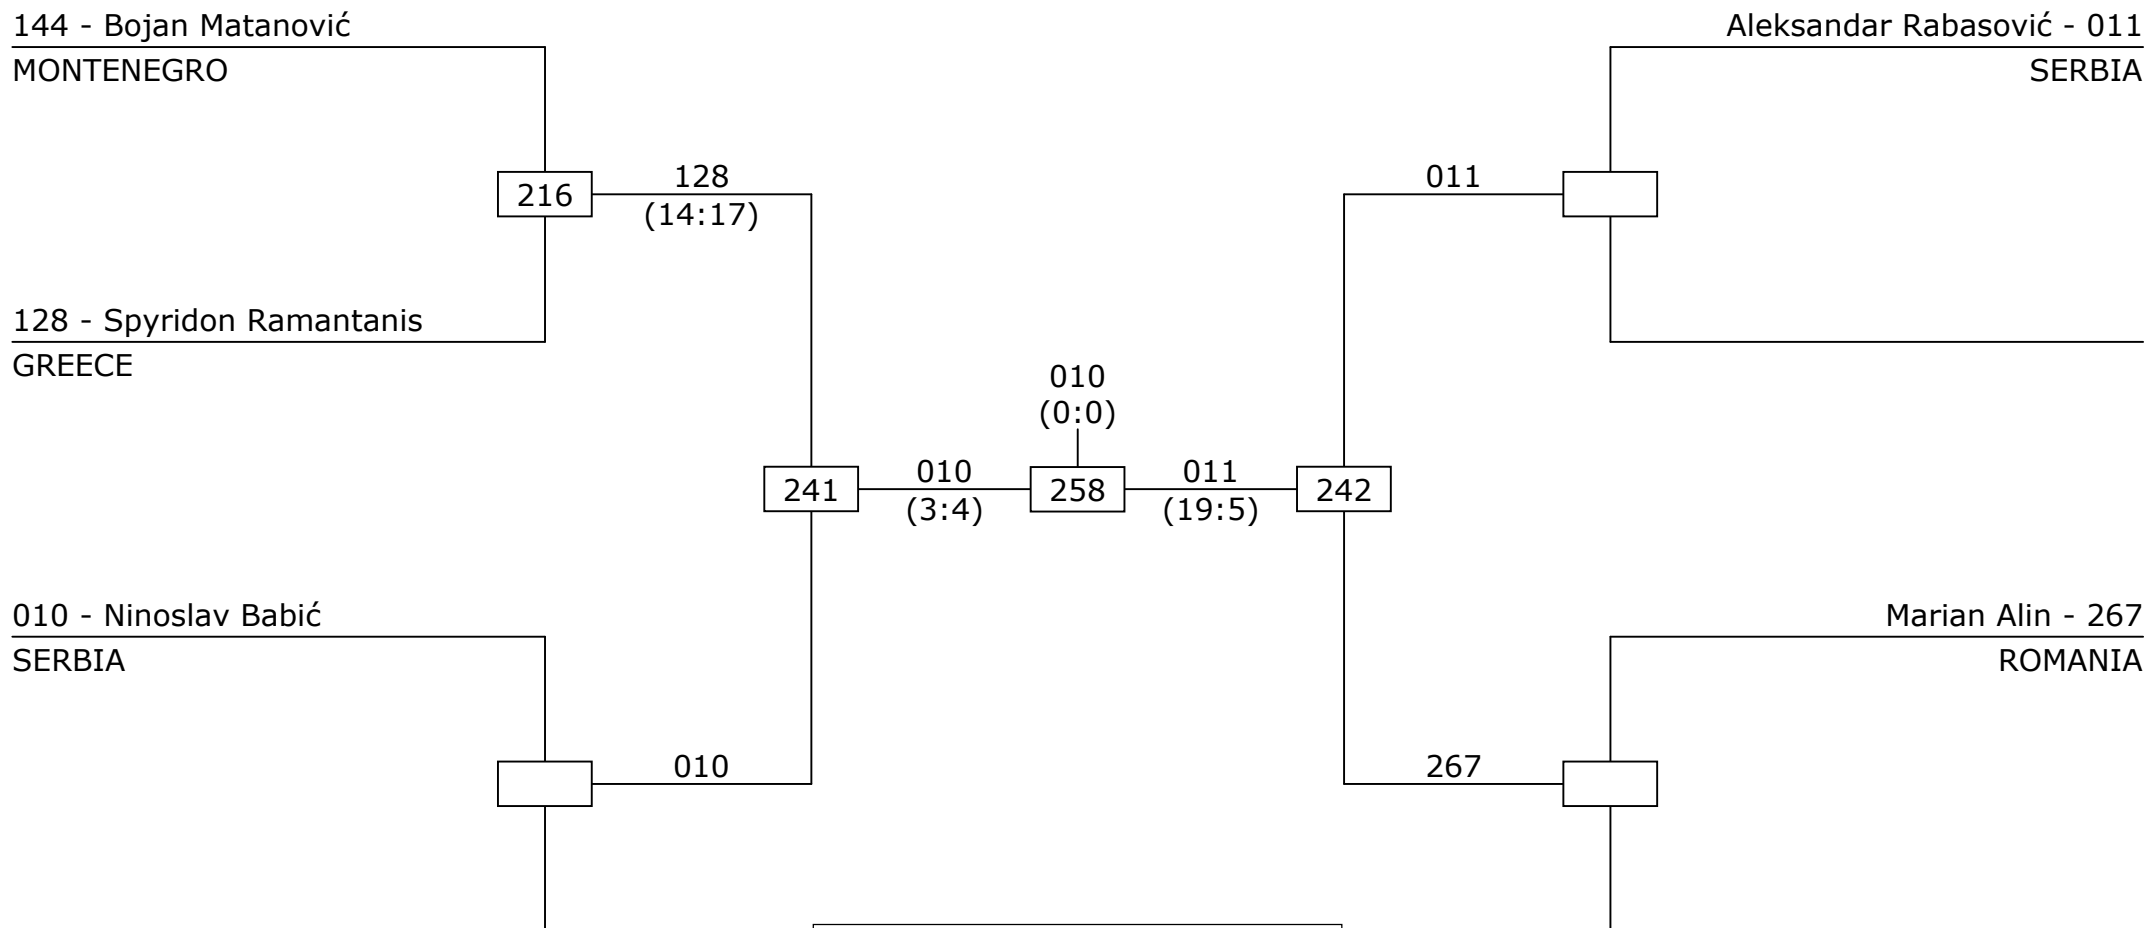 144 - Bojan Matanović
MONTENEGRO
Aleksandar Rabasović - 011
SERBIA
216
128
(14:17)
011
128 - Spyridon Ramantanis
GREECE
010
(0:0)
241
010
(3:4)
258
011
(19:5)
242
010 - Ninoslav Babić
SERBIA
Marian Alin - 267
ROMANIA
010
267